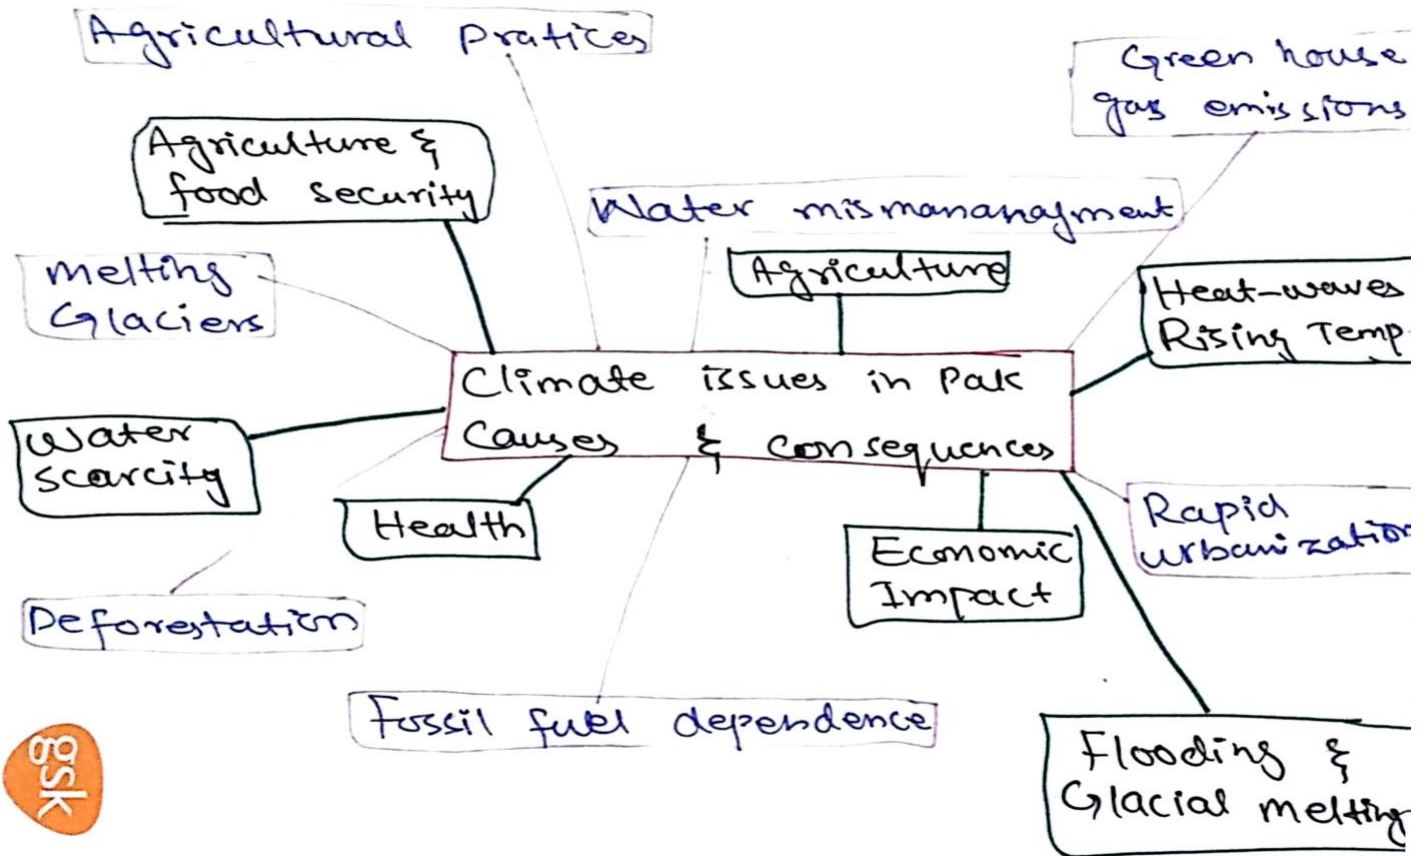 Agricultural pratices
Green house
gas emissions
Agriculture &
food security
Water mismananagment
Agriculture
melting
Glaciers
Heat-waves
Rising Temp
Climate issues in Pak
Causes & consequences
Water
scarcity
Health
Economic
Impact
Rapid
urbanization
Deforestation
Fossil fuel dependence
Flooding &
Glacial melting
gsk